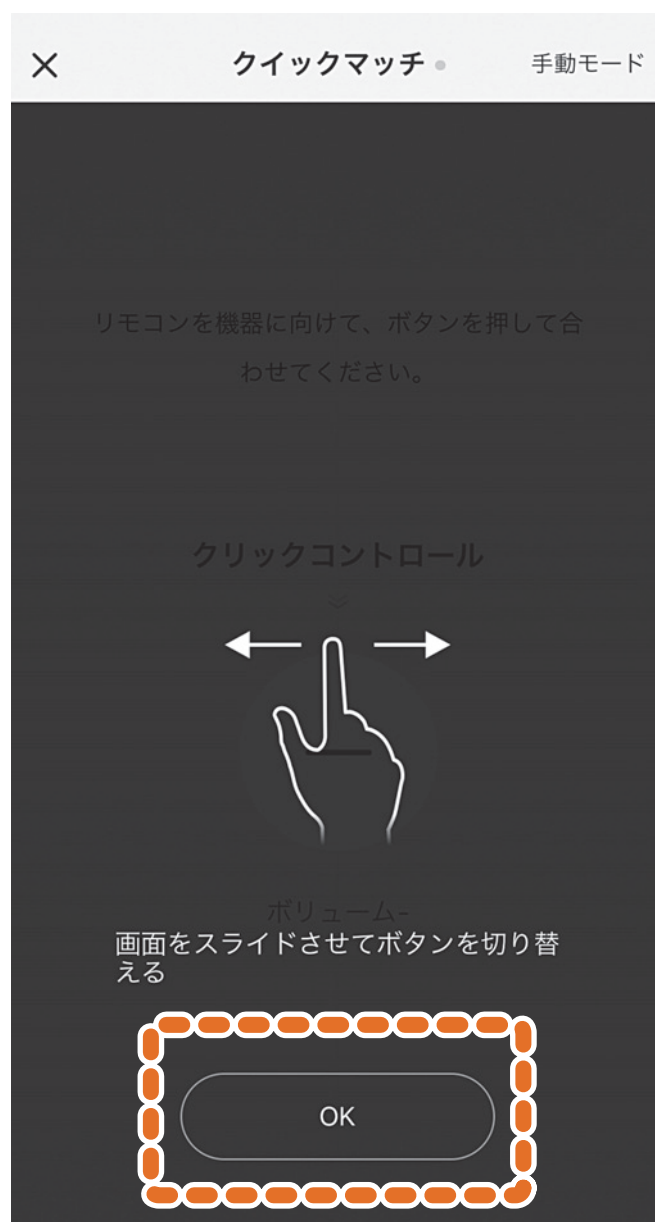 クイックマッチ
手動モード
リモコンを機器に向けて、ボタンを押して合
わせてください。
クリックコントロール
ボリューム-
画面をスライドさせてボタンを切り替
える
OK